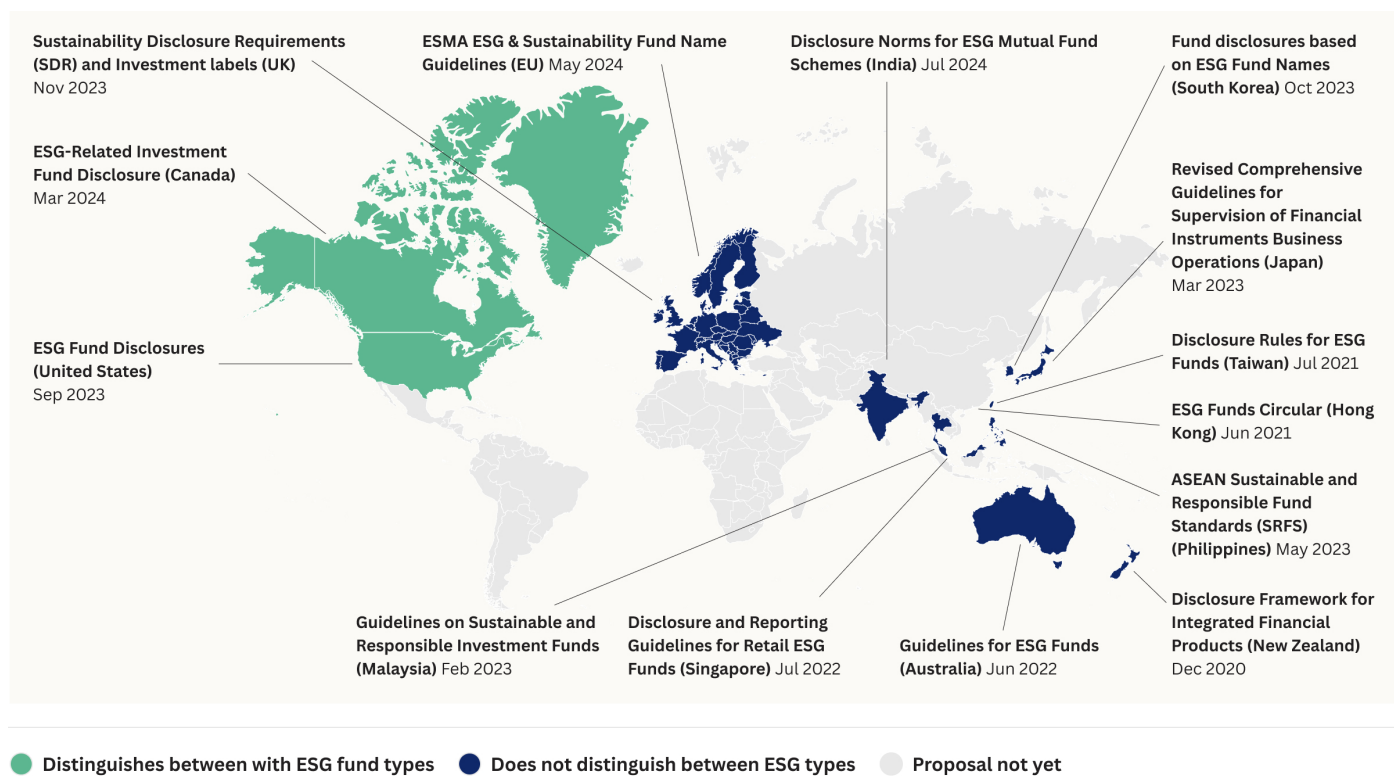 Sustainability Disclosure Requirements
(SDR) and Investment labels (UK)
Nov 2023
ESMA ESG & Sustainability Fund Name
Guidelines (EU) May 2024
Disclosure Norms for ESG Mutual Fund
Schemes (India) Jul 2024
Fund disclosures based
on ESG Fund Names
(South Korea) Oct 2023
ESG-Related Investment
Fund Disclosure (Canada)
Mar 2024
Revised Comprehensive
Guidelines for
Supervision of Financial
Instruments Business
Operations (Japan)
Mar 2023
ESG Fund Disclosures
(United States)
Sep 2023
Disclosure Rules for ESG
Funds (Taiwan) Jul 2021
ESG Funds Circular (Hong
Kong) Jun 2021
ASEAN Sustainable and
Responsible Fund
Standards (SRFS)
(Philippines) May 2023
Guidelines on Sustainable and
Responsible Investment Funds
(Malaysia) Feb 2023
Disclosure and Reporting
Guidelines for Retail ESG
Funds (Singapore) Jul 2022
Guidelines for ESG Funds
(Australia) Jun 2022
Disclosure Framework for
Integrated Financial
Products (New Zealand)
Dec 2020
Distinguishes between with ESG fund types
Does not distinguish between ESG types
Proposal not yet